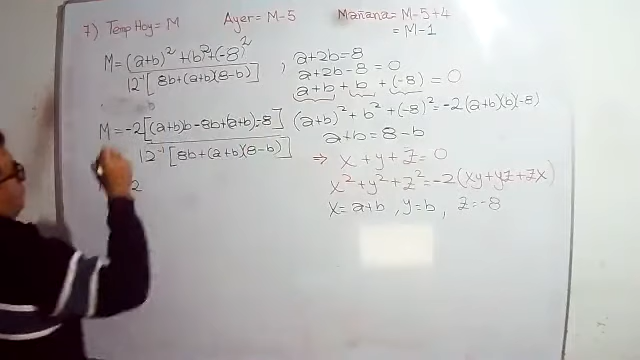 7) Temp Hoy = M Ayer = M-5 Mañana = M-5+4
= M-1
M = (a+b)² + (b)² + (-8)²
12⁻¹[8b+(a+b)(8-b)] , a+2b=8
a+2b-8=0
a+b + b + (-8) = 0
M = -2[(a+b)b-8b+(a+b)-8] (a+b)²+b²+(-8)²=-2(a+b)(b)(-8)
12⁻¹[8b+(a+b)(8-b)] a+b=8-b
⇒ x+y+z=0
2 x²+y²+z²=-2(xy+yz+zx)
x=a+b , y=b , z=-8